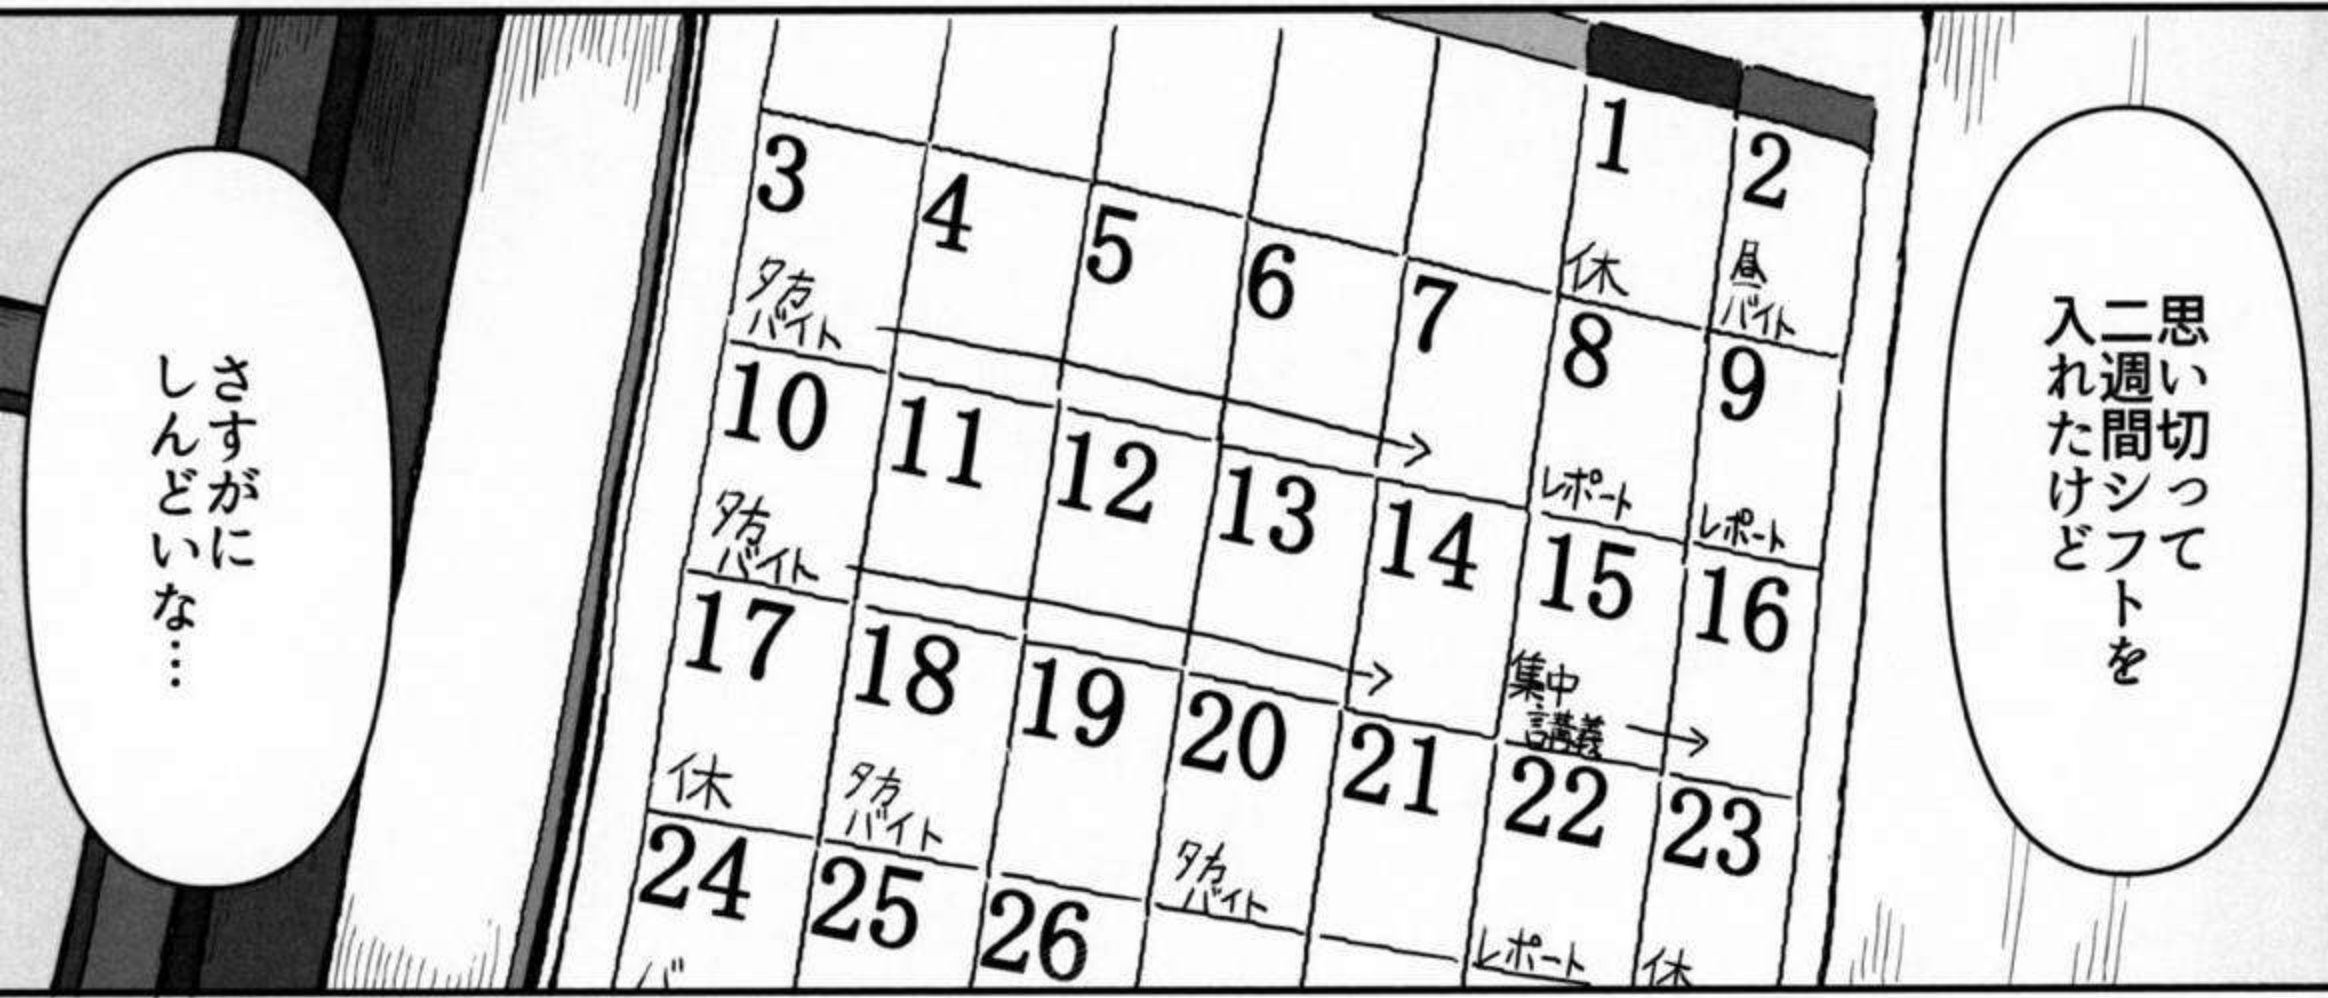 思い切って
二週間シフトを
入れたけど
1
2
休
昼
バイト
3
4
5
6
7
8
9
夕方
バイト
レポート
レポート
10
11
12
13
14
15
16
夕方
バイト
集中
講義
17
18
19
20
21
22
23
休
夕方
バイト
夕方
バイト
レポート
休
24
25
26
バ
さすがに
しんどいな…